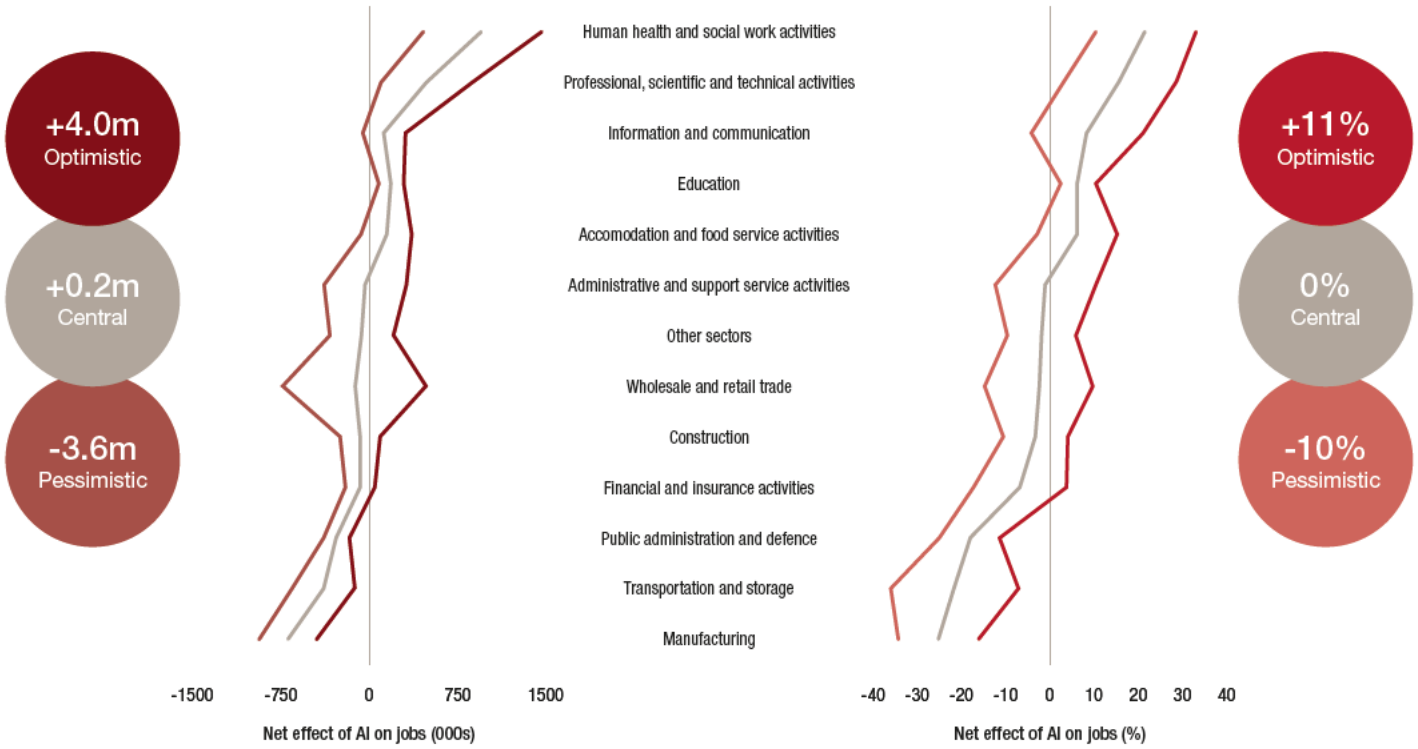 +4.0m
Optimistic
+0.2m
Central
-3.6m
Pessimistic
Human health and social work activities
Professional, scientific and technical activities
Information and communication
Education
Accomodation and food service activities
Administrative and support service activities
Other sectors
Wholesale and retail trade
Construction
Financial and insurance activities
Public administration and defence
Transportation and storage
Manufacturing
+11%
Optimistic
0%
Central
-10%
Pessimistic
-1500 -750 0 750 1500
Net effect of AI on jobs (000s)
-40 -30 -20 -10 0 10 20 30 40
Net effect of AI on jobs (%)